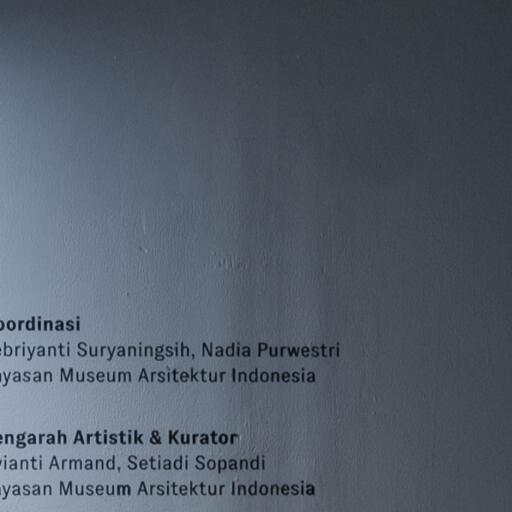 oordinasi
ebriyanti Suryaningsih, Nadia Purwestri
ayasan Museum Arsitektur Indonesia
engarah Artistik & Kurator
vianti Armand, Setiadi Sopandi
ayasan Museum Arsitektur Indonesia